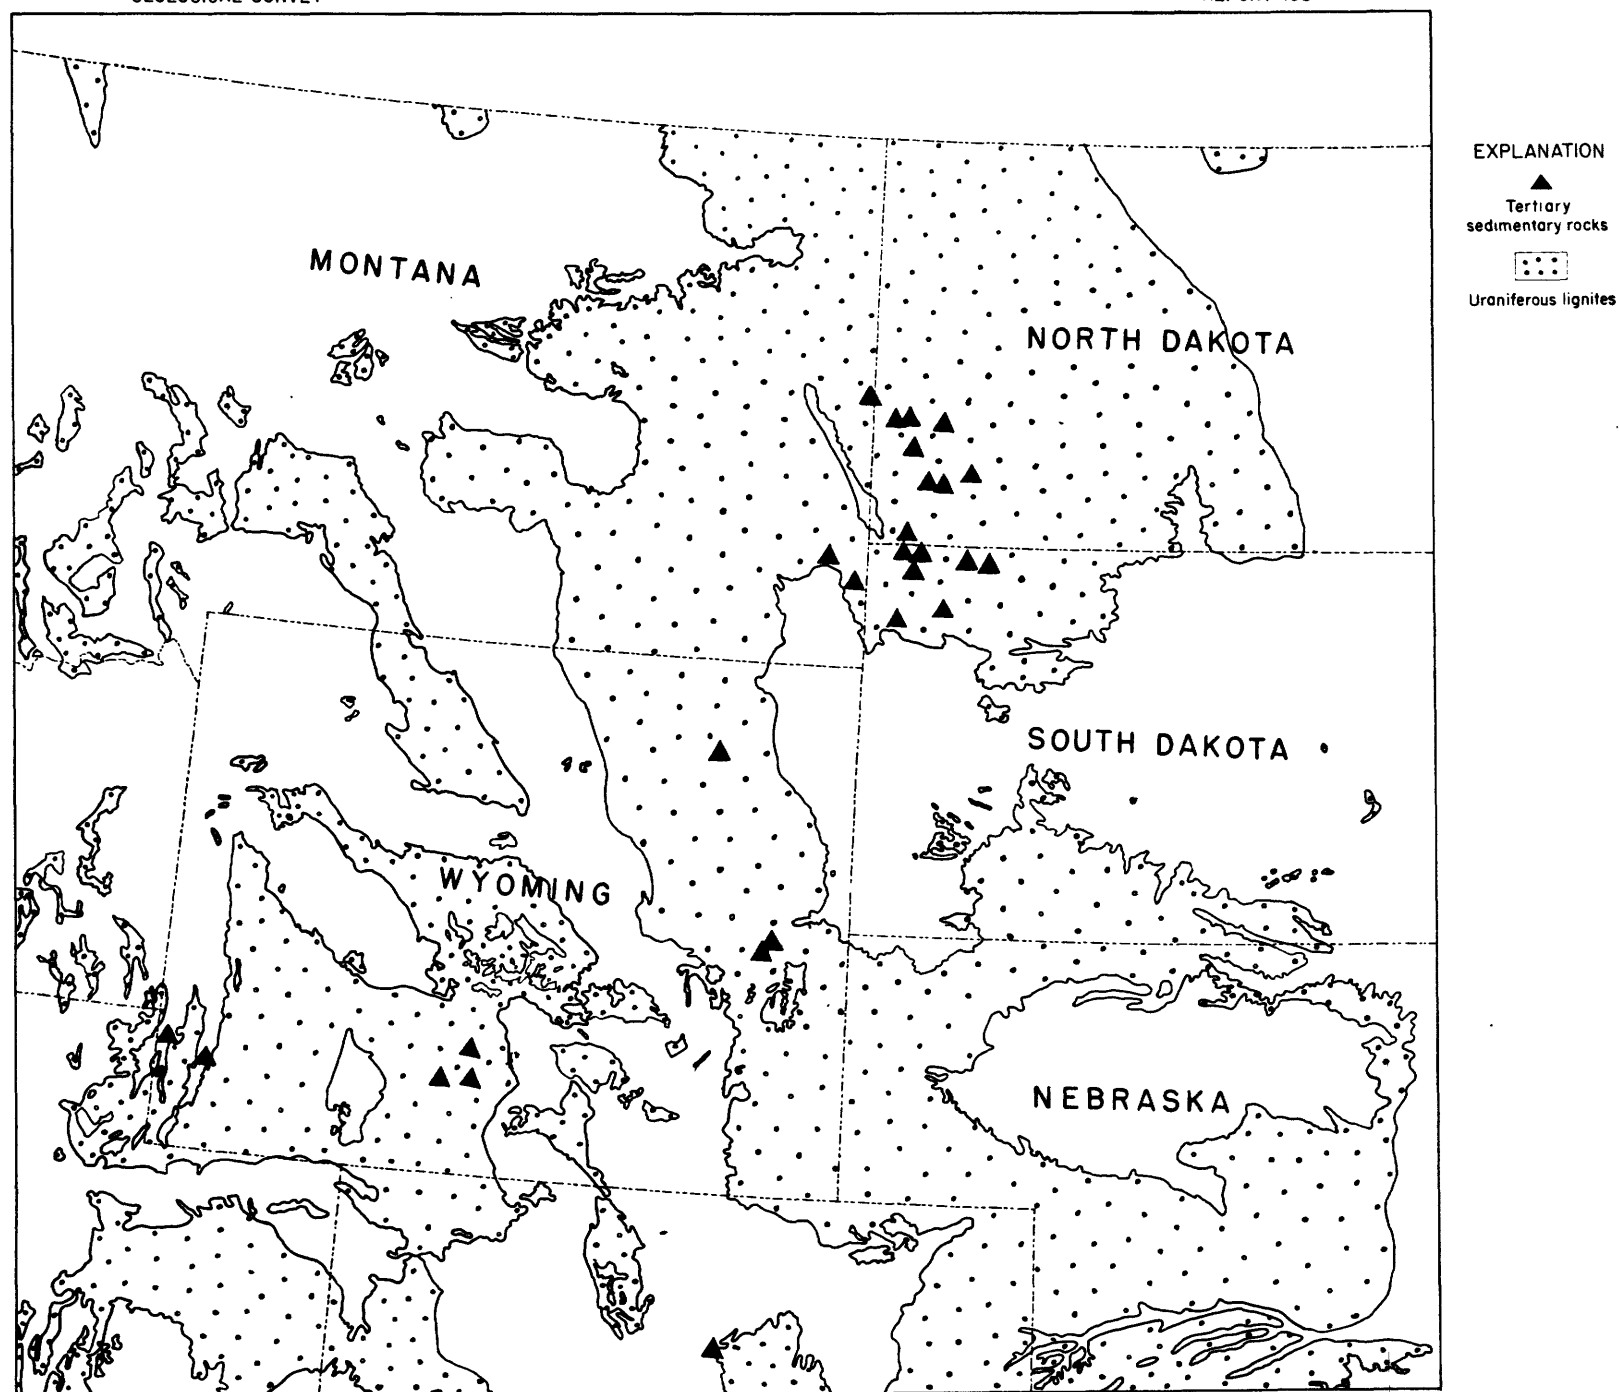 MONTANA
NORTH DAKOTA
SOUTH DAKOTA
WYOMING
NEBRASKA
EXPLANATION
Tertiary
sedimentary rocks
Uraniferous lignites